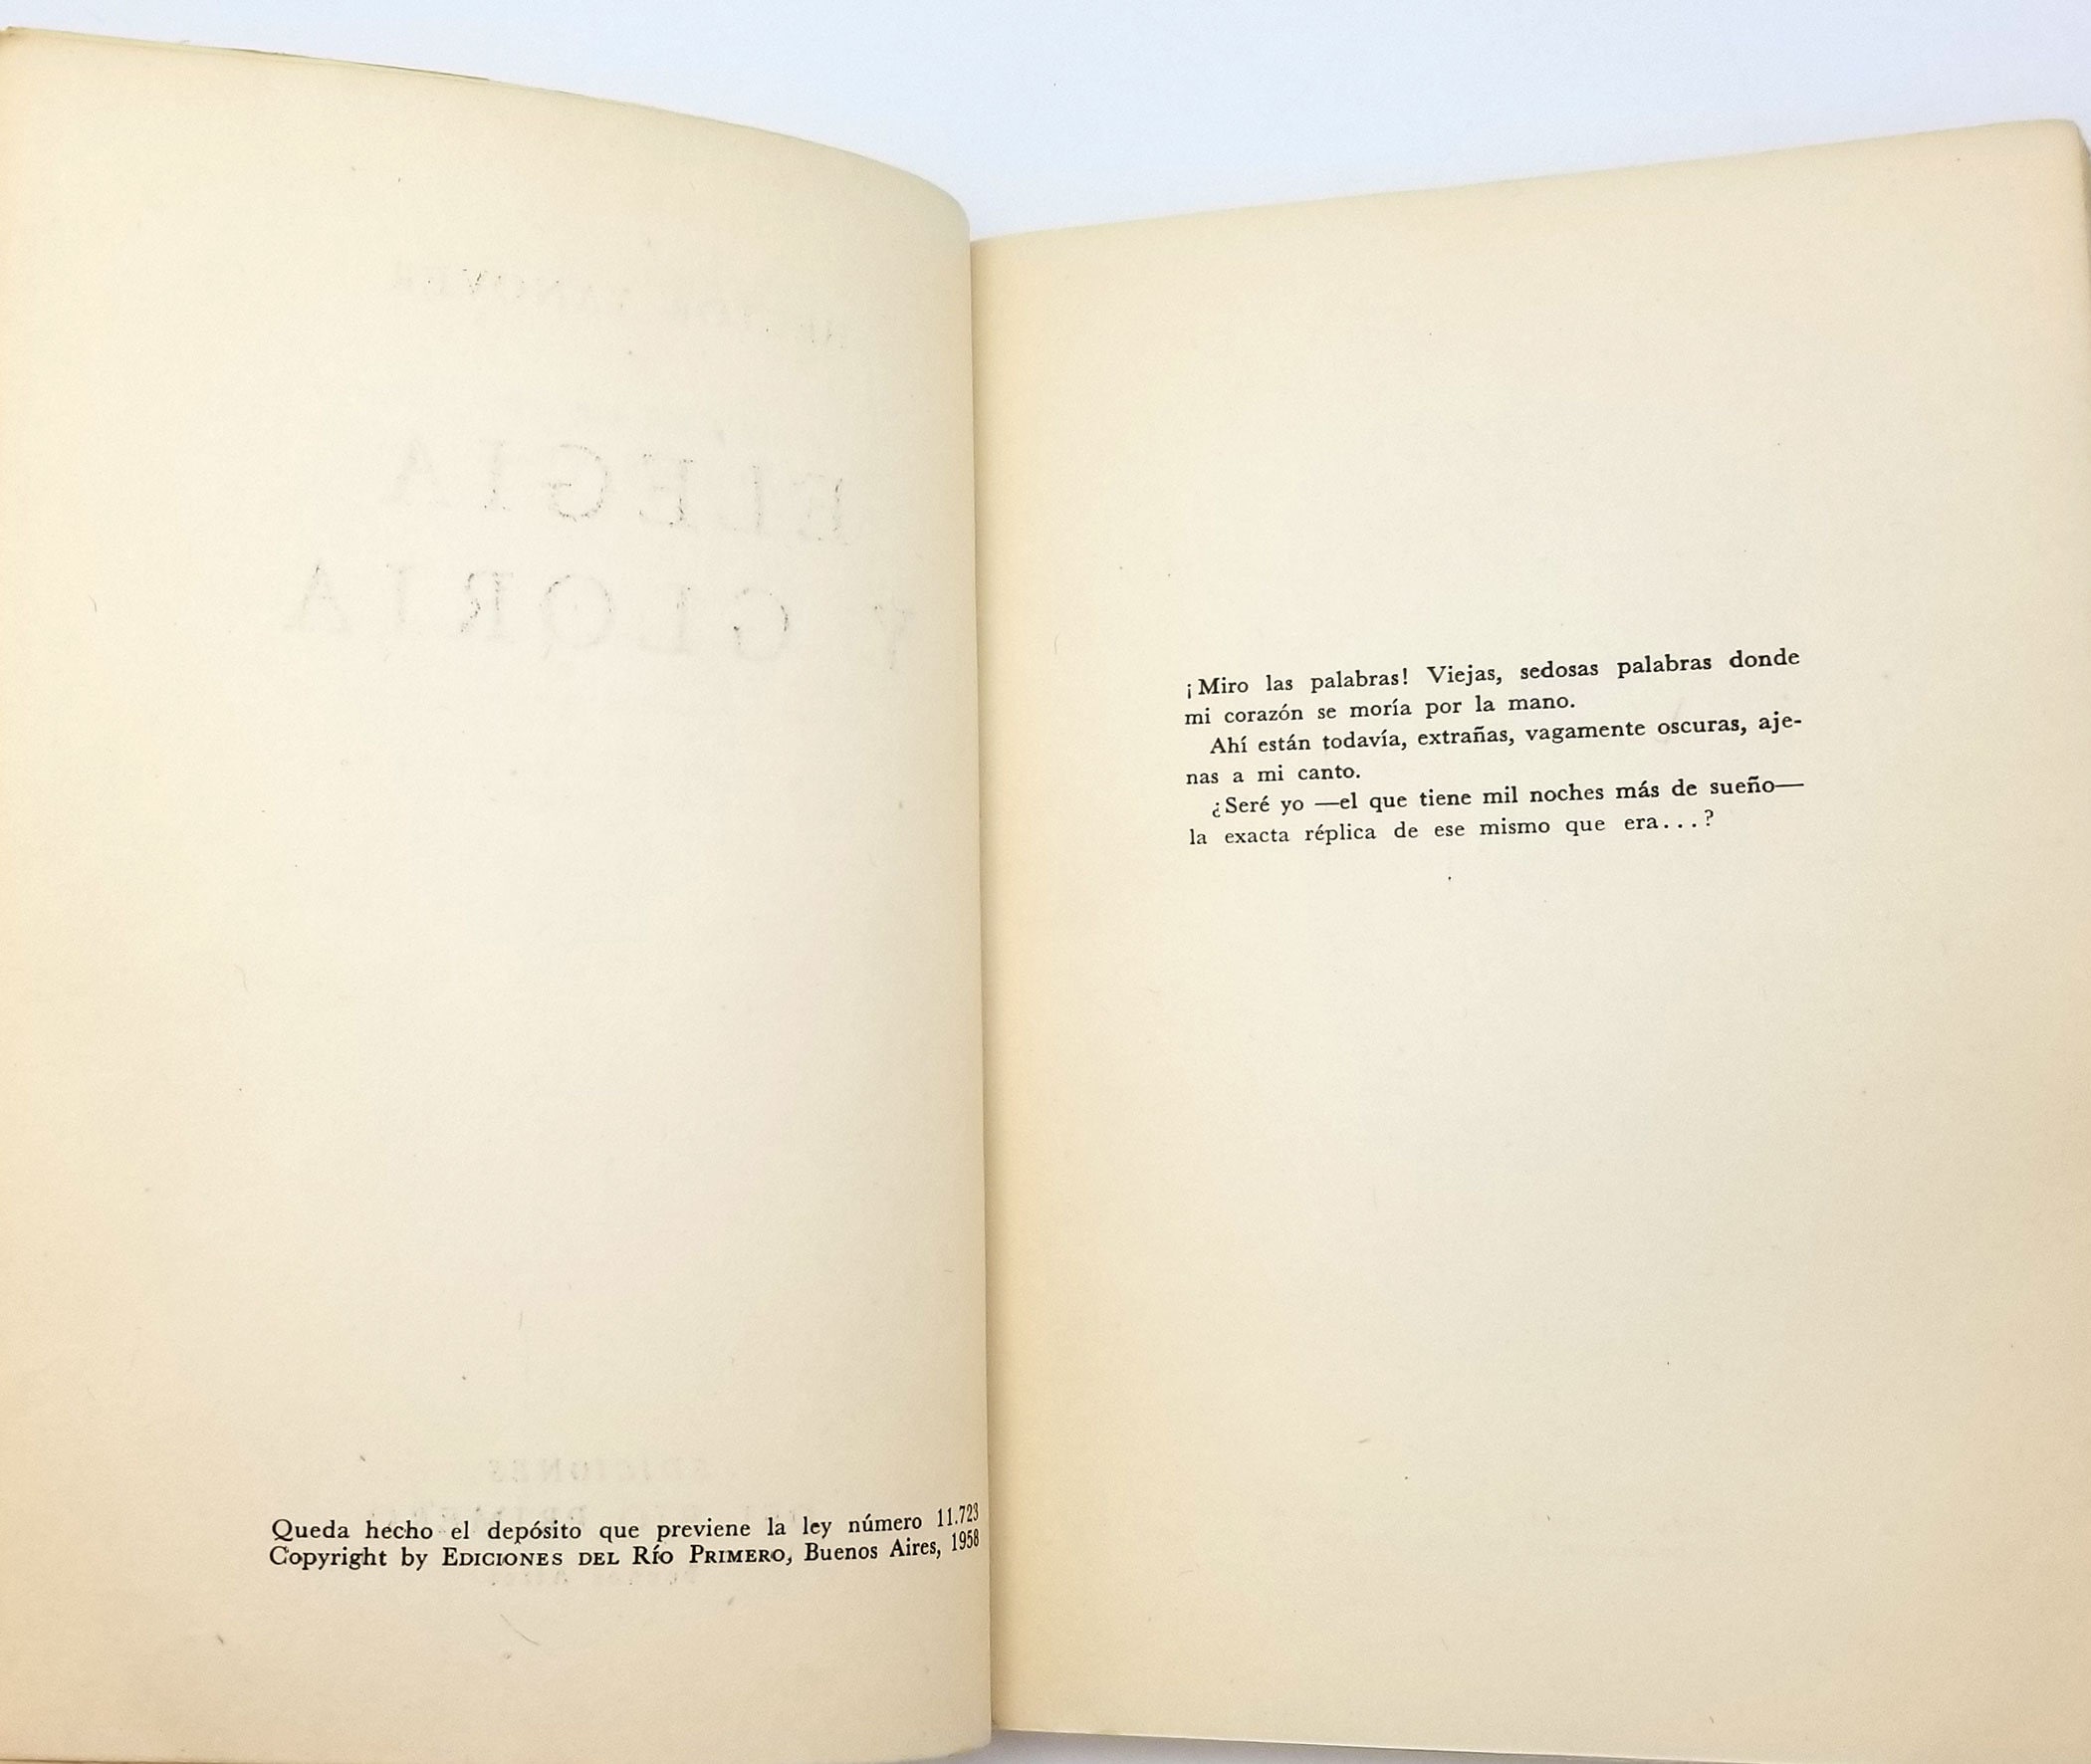 ELEGIA
Y GLORIA
EDICIONES
Queda hecho el depósito que previene la ley número 11.723
Copyright by EDICIONES DEL RÍO PRIMERO, Buenos Aires, 1958
¡Miro las palabras! Viejas, sedosas palabras donde
mi corazón se moría por la mano.
Ahí están todavía, extrañas, vagamente oscuras, aje-
nas a mi canto.
¿Seré yo —el que tiene mil noches más de sueño—
la exacta réplica de ese mismo que era...?